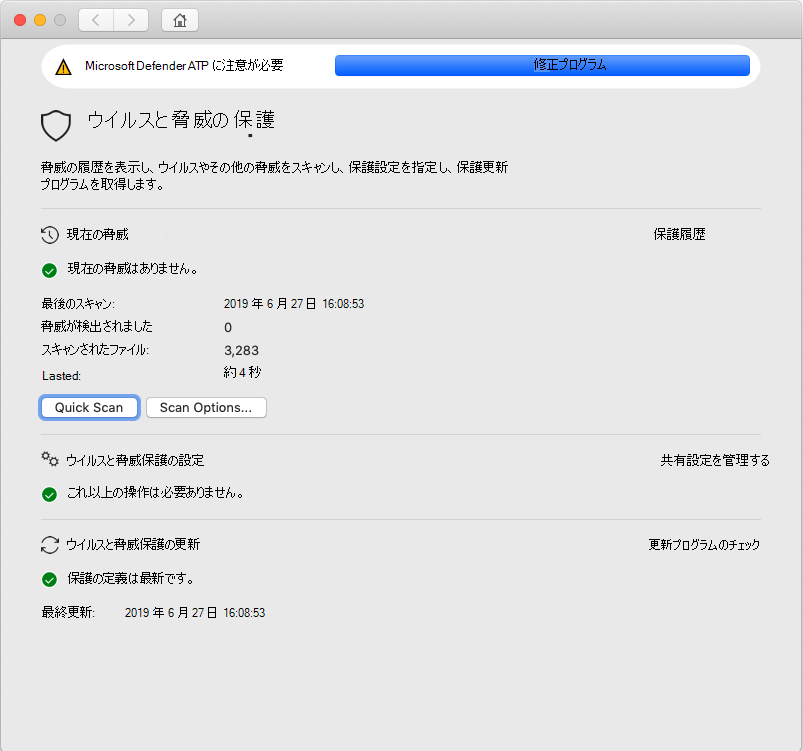 Microsoft Defender ATP に注意が必要 修正プログラム
ウイルスと脅威の保護
脅威の履歴を表示し、ウイルスやその他の脅威をスキャンし、保護設定を指定し、保護更新
プログラムを取得します。
現在の脅威 保護履歴
現在の脅威はありません。
最後のスキャン: 2019 年 6 月 27 日 16:08:53
脅威が検出されました 0
スキャンされたファイル: 3,283
Lasted: 約 4 秒
Quick Scan Scan Options...
ウイルスと脅威保護の設定 共有設定を管理する
これ以上の操作は必要ありません。
ウイルスと脅威保護の更新 更新プログラムのチェック
保護の定義は最新です。
最終更新: 2019 年 6 月 27 日 16:08:53